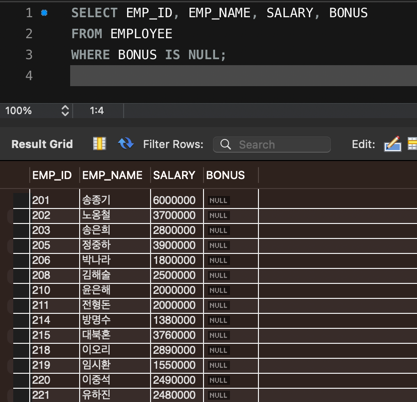 1 SELECT EMP_ID, EMP_NAME, SALARY, BONUS
2 FROM EMPLOYEE
3 WHERE BONUS IS NULL;
4
100% 1:4
Result Grid Filter Rows: Search Edit:
EMP_ID EMP_NAME SALARY BONUS
201 송종기 6000000 NULL
202 노옹철 3700000 NULL
203 송은희 2800000 NULL
205 정중하 3900000 NULL
206 박나라 1800000 NULL
208 김해술 2500000 NULL
210 윤은해 2000000 NULL
211 전형돈 2000000 NULL
214 방명수 1380000 NULL
215 대북혼 3760000 NULL
218 이오리 2890000 NULL
219 임시환 1550000 NULL
220 이중석 2490000 NULL
221 유하진 2480000 NULL